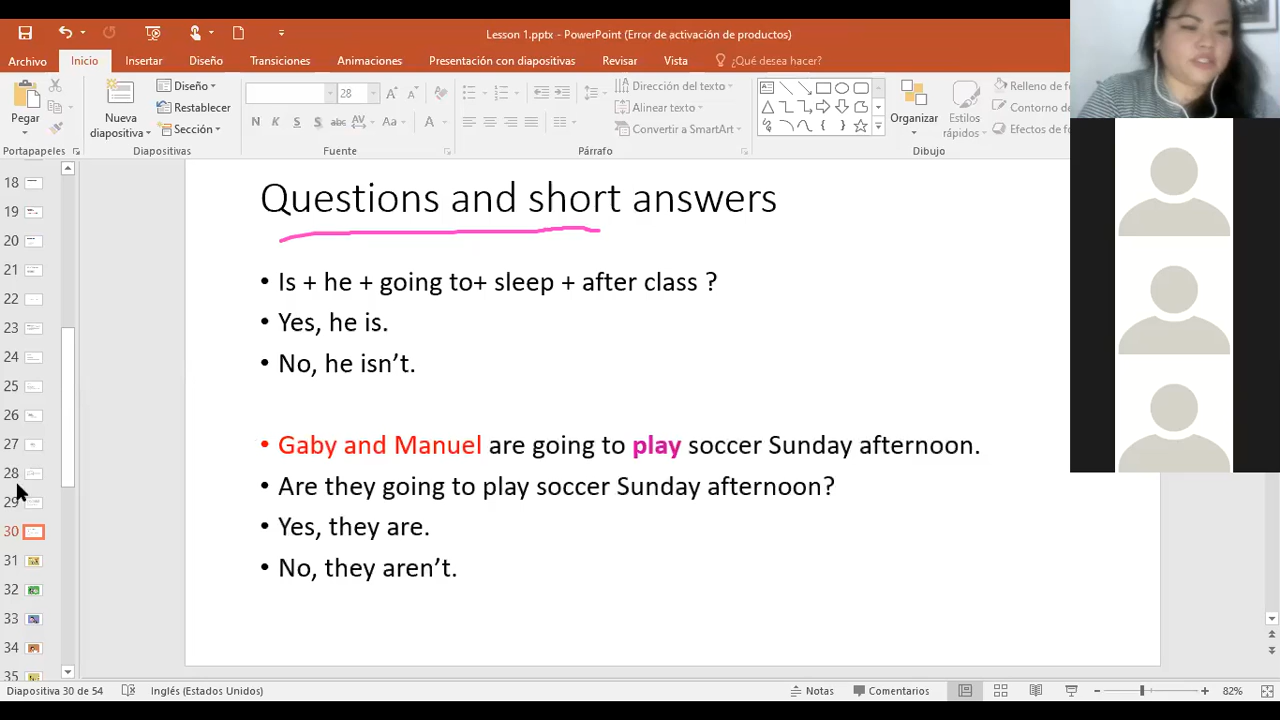 Lesson 1.pptx - PowerPoint (Error de activación de productos)
Archivo Inicio Insertar Diseño Transiciones Animaciones Presentación con diapositivas Revisar Vista ¿Qué desea hacer?
Pegar
Nueva diapositiva
Diseño
Restablecer
Sección
28
N K S S abc AV Aa A
Dirección del texto
Alinear texto
Convertir a SmartArt
Organizar
Estilos rápidos
Relleno de f
Contorno de
Efectos de fo
Portapapeles Diapositivas Fuente Párrafo Dibujo
18
19
20
21
22
23
24
25
26
27
28
29
30
31
32
33
34
35
Questions and short answers
• Is + he + going to+ sleep + after class ?
• Yes, he is.
• No, he isn’t.
• Gaby and Manuel are going to play soccer Sunday afternoon.
• Are they going to play soccer Sunday afternoon?
• Yes, they are.
• No, they aren’t.
Diapositiva 30 de 54 Inglés (Estados Unidos) Notas Comentarios 82%